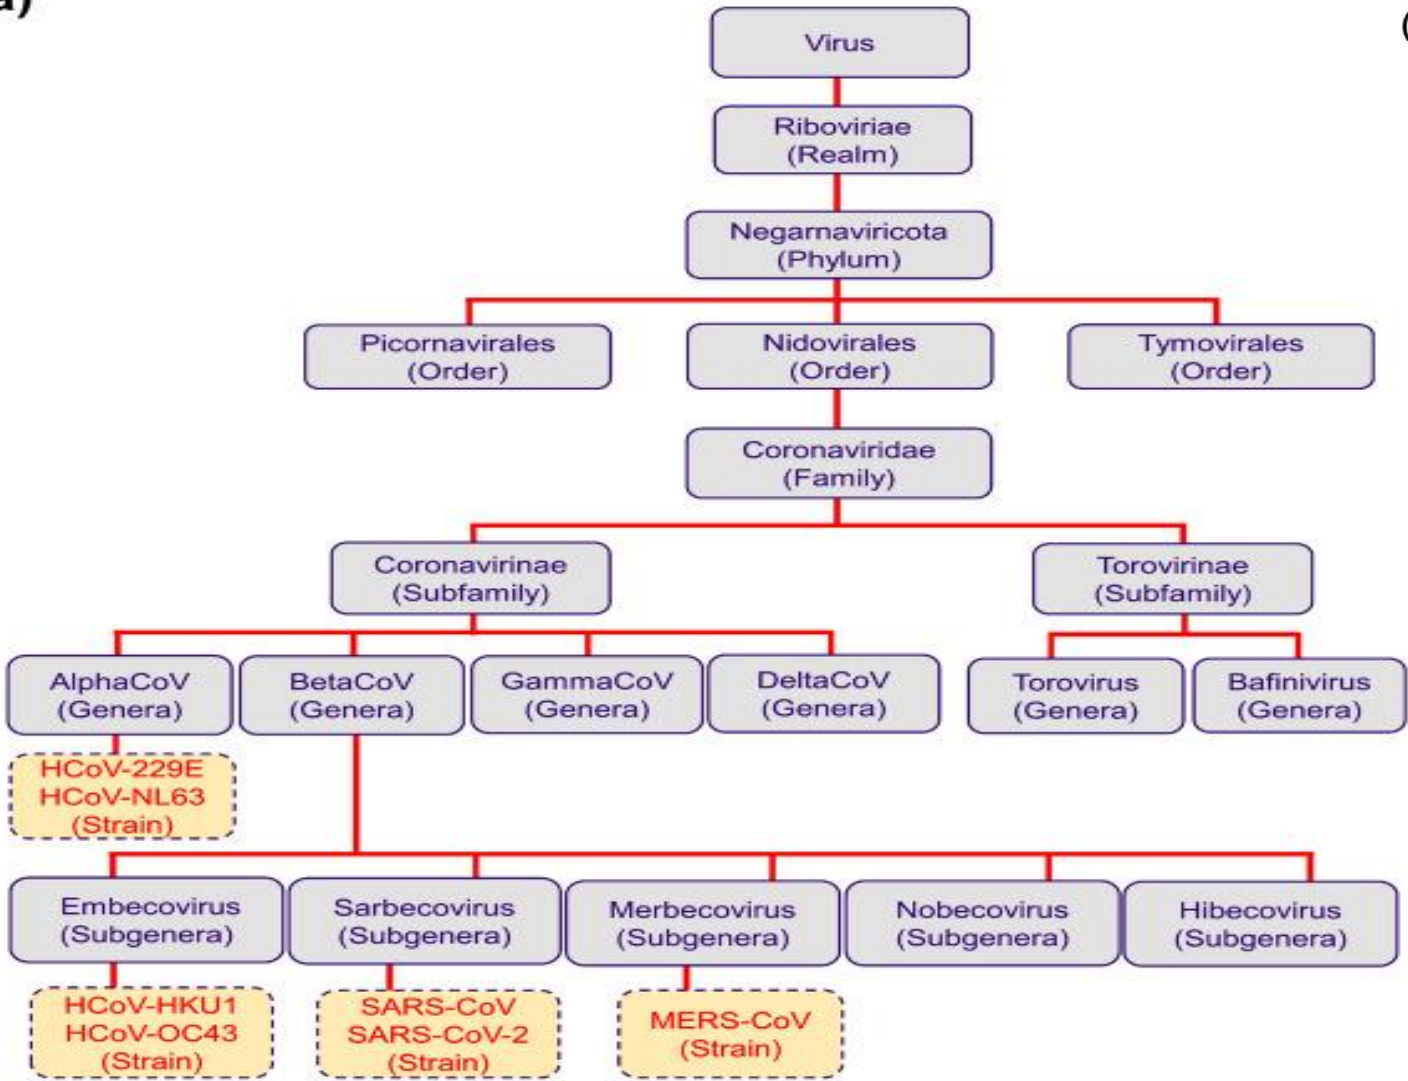 a)
(
Virus
Riboviriae
(Realm)
Negarnaviricota
(Phylum)
Picornavirales
(Order)
Nidovirales
(Order)
Tymovirales
(Order)
Coronaviridae
(Family)
Coronavirinae
(Subfamily)
Torovirinae
(Subfamily)
AlphaCoV
(Genera)
BetaCoV
(Genera)
GammaCoV
(Genera)
DeltaCoV
(Genera)
Torovirus
(Genera)
Bafinivirus
(Genera)
HCoV-229E
HCoV-NL63
(Strain)
Embecovirus
(Subgenera)
Sarbecovirus
(Subgenera)
Merbecovirus
(Subgenera)
Nobecovirus
(Subgenera)
Hibecovirus
(Subgenera)
HCoV-HKU1
HCoV-OC43
(Strain)
SARS-CoV
SARS-CoV-2
(Strain)
MERS-CoV
(Strain)